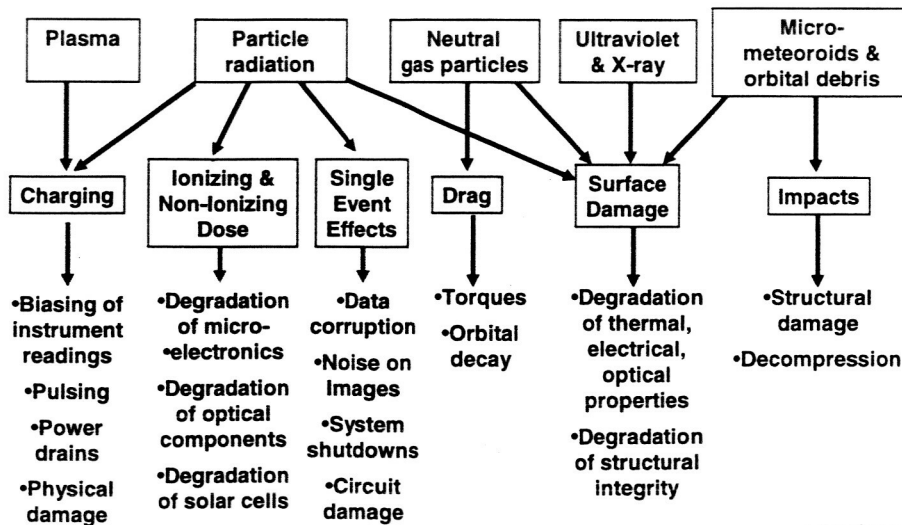 Plasma
Particle
radiation
Neutral
gas particles
Ultraviolet
& X-ray
Micro-
meteoroids &
orbital debris
Charging
Ionizing &
Non-Ionizing
Dose
Single
Event
Effects
Drag
Surface
Damage
Impacts
•Biasing of
instrument
readings
•Pulsing
•Power
drains
•Physical
damage
•Degradation
of micro-
•electronics
•Degradation
of optical
components
•Degradation
of solar cells
•Data
corruption
•Noise on
Images
•System
shutdowns
•Circuit
damage
•Torques
•Orbital
decay
•Degradation
of thermal,
electrical,
optical
properties
•Degradation
of structural
integrity
•Structural
damage
•Decompression